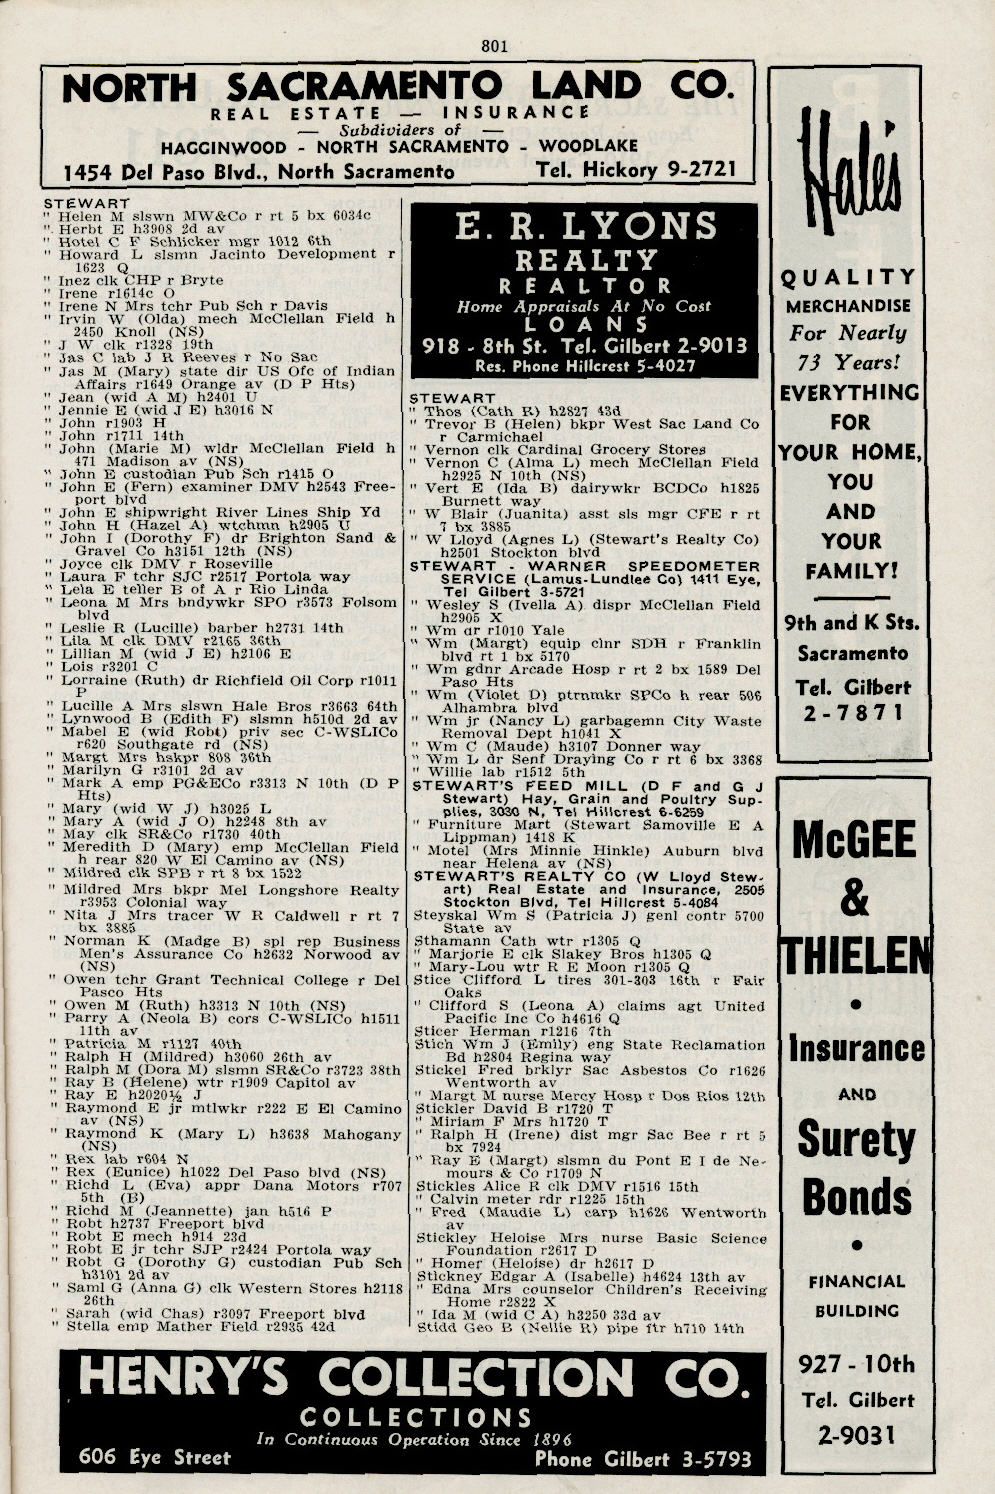 801
NORTH SACRAMENTO LAND CO.
REAL ESTATE — INSURANCE
— Subdividers of —
HAGGINWOOD - NORTH SACRAMENTO - WOODLAKE
1454 Del Paso Blvd., North Sacramento Tel. Hickory 9-2721
STEWART
" Helen M slswn MW&Co r rt 5 bx 6034c
". Herbt E h3908 2d av
" Hotel C F Schlicker mgr 1012 6th
" Howard L slsmn Jacinto Development r
1623 Q
" Inez clk CHP r Bryte
" Irene r1614c O
" Irene N Mrs tchr Pub Sch r Davis
" Irvin W (Olda) mech McClellan Field h
2450 Knoll (NS)
" J W clk r1328 19th
" Jas C lab J R Reeves r No Sac
" Jas M (Mary) state dir US Ofc of Indian
Affairs r1649 Orange av (D P Hts)
" Jean (wid A M) h2401 U
" Jennie E (wid J E) h3016 N
" John r1903 H
" John r1711 14th
" John (Marie M) wldr McClellan Field h
471 Madison av (NS)
" John E custodian Pub Sch r1415 O
" John E (Fern) examiner DMV h2543 Free-
port blvd
" John E shipwright River Lines Ship Yd
" John H (Hazel A) wtchmn h2905 U
" John I (Dorothy F) dr Brighton Sand &
Gravel Co h3151 12th (NS)
" Joyce clk DMV r Roseville
" Laura F tchr SJC r2517 Portola way
" Lela E teller B of A r Rio Linda
" Leona M Mrs bndywkr SPO r3573 Folsom
blvd
" Leslie R (Lucille) barber h2731 14th
" Lila M clk DMV r2165 36th
" Lillian M (wid J E) h2106 E
" Lois r3201 C
" Lorraine (Ruth) dr Richfield Oil Corp r1011
P
" Lucille A Mrs slswn Hale Bros r3663 64th
" Lynwood B (Edith F) slsmn h510d 2d av
" Mabel E (wid Robt) priv sec C-WSLICo
r620 Southgate rd (NS)
" Margt Mrs hskpr 808 36th
" Marilyn G r3101 2d av
" Mark A emp PG&ECo r3313 N 10th (D P
Hts)
" Mary (wid W J) h3025 L
" Mary A (wid J O) h2248 8th av
" May clk SR&Co r1730 40th
" Meredith D (Mary) emp McClellan Field
h rear 820 W El Camino av (NS)
" Mildred clk SPB r rt 8 bx 1522
" Mildred Mrs bkpr Mel Longshore Realty
r3953 Colonial way
" Nita J Mrs tracer W R Caldwell r rt 7
bx 3885
" Norman K (Madge B) spl rep Business
Men's Assurance Co h2632 Norwood av
(NS)
" Owen tchr Grant Technical College r Del
Pasco Hts
" Owen M (Ruth) h3313 N 10th (NS)
" Parry A (Neola B) cors C-WSLICo h1511
11th av
" Patricia M r1127 40th
" Ralph H (Mildred) h3060 26th av
" Ralph M (Dora M) slsmn SR&Co r3723 38th
" Ray B (Helene) wtr r1909 Capitol av
" Ray E h2020½ J
" Raymond E jr mtlwkr r222 E El Camino
av (NS)
" Raymond K (Mary L) h3638 Mahogany
(NS)
" Rex lab r604 N
" Rex (Eunice) h1022 Del Paso blvd (NS)
" Richd L (Eva) appr Dana Motors r707
5th (B)
" Richd M (Jeannette) jan h516 P
" Robt h2737 Freeport blvd
" Robt E mech h914 23d
" Robt E jr tchr SJP r2424 Portola way
" Robt G (Dorothy G) custodian Pub Sch
h3101 2d av
" Saml G (Anna G) clk Western Stores h2118
26th
" Sarah (wid Chas) r3097 Freeport blvd
" Stella emp Mather Field r2935 42d
E. R. LYONS
REALTY
REALTOR
Home Appraisals At No Cost
LOANS
918 - 8th St. Tel. Gilbert 2-9013
Res. Phone Hillcrest 5-4027
STEWART
" Thos (Cath R) h2827 43d
" Trevor B (Helen) bkpr West Sac Land Co
r Carmichael
" Vernon clk Cardinal Grocery Stores
" Vernon C (Alma L) mech McClellan Field
h2925 N 10th (NS)
" Vert E (Ida B) dairywkr BCDCo h1825
Burnett way
" W Blair (Juanita) asst sls mgr CFE r rt
7 bx 3885
" W Lloyd (Agnes L) (Stewart's Realty Co)
h2501 Stockton blvd
STEWART - WARNER SPEEDOMETER
SERVICE (Lamus-Lundlee Co) 1411 Eye,
Tel Gilbert 3-5721
" Wesley S (Ivella A) dispr McClellan Field
h2905 X
" Wm ar r1010 Yale
" Wm (Margt) equip clnr SDH r Franklin
blvd rt 1 bx 5170
" Wm gdnr Arcade Hosp r rt 2 bx 1589 Del
Paso Hts
" Wm (Violet D) ptrnmkr SPCo h rear 506
Alhambra blvd
" Wm jr (Nancy L) garbagemn City Waste
Removal Dept h1041 X
" Wm C (Maude) h3107 Donner way
" Wm L dr Senf Draying Co r rt 6 bx 3368
" Willie lab r1512 5th
STEWART'S FEED MILL (D F and G J
Stewart) Hay, Grain and Poultry Sup-
plies, 3030 N, Tel Hillcrest 6-6259
" Furniture Mart (Stewart Samoville E A
Lippman) 1418 K
" Motel (Mrs Minnie Hinkle) Auburn blvd
near Helena av (NS)
STEWART'S REALTY CO (W Lloyd Stew-
art) Real Estate and Insurance, 2505
Stockton Blvd, Tel Hillcrest 5-4084
Steyskal Wm S (Patricia J) genl contr 5700
State av
Sthamann Cath wtr r1305 Q
" Marjorie E clk Slakey Bros h1305 Q
" Mary-Lou wtr R E Moon r1305 Q
Stice Clifford L tires 301-303 16th r Fair
Oaks
" Clifford S (Leona A) claims agt United
Pacific Inc Co h4616 Q
Sticer Herman r1216 7th
Stich Wm J (Emily) eng State Reclamation
Bd h2804 Regina way
Stickel Fred brklyr Sac Asbestos Co r1626
Wentworth av
" Margt M nurse Mercy Hosp r Dos Rios 12th
Stickler David B r1720 T
" Miriam F Mrs h1720 T
" Ralph H (Irene) dist mgr Sac Bee r rt 5
bx 7924
" Ray E (Margt) slsmn du Pont E I de Ne-
mours & Co r1709 N
Stickles Alice R clk DMV r1516 15th
" Calvin meter rdr r1225 15th
" Fred (Maudie L) carp h1626 Wentworth
av
Stickley Heloise Mrs nurse Basic Science
Foundation r2617 D
" Homer (Heloise) dr h2617 D
Stickney Edgar A (Isabelle) h4624 13th av
" Edna Mrs counselor Children's Receiving
Home r2822 X
" Ida M (wid C A) h3250 33d av
Stidd Geo B (Nellie R) pipe ftr h710 14th
Hale's
QUALITY
MERCHANDISE
For Nearly
73 Years!
EVERYTHING
FOR
YOUR HOME,
YOU
AND
YOUR
FAMILY!
9th and K Sts.
Sacramento
Tel. Gilbert
2-7871
McGEE
&
THIELEN
•
Insurance
AND
Surety
Bonds
•
FINANCIAL
BUILDING
927 - 10th
Tel. Gilbert
2-9031
HENRY'S COLLECTION CO.
COLLECTIONS
In Continuous Operation Since 1896
606 Eye Street Phone Gilbert 3-5793